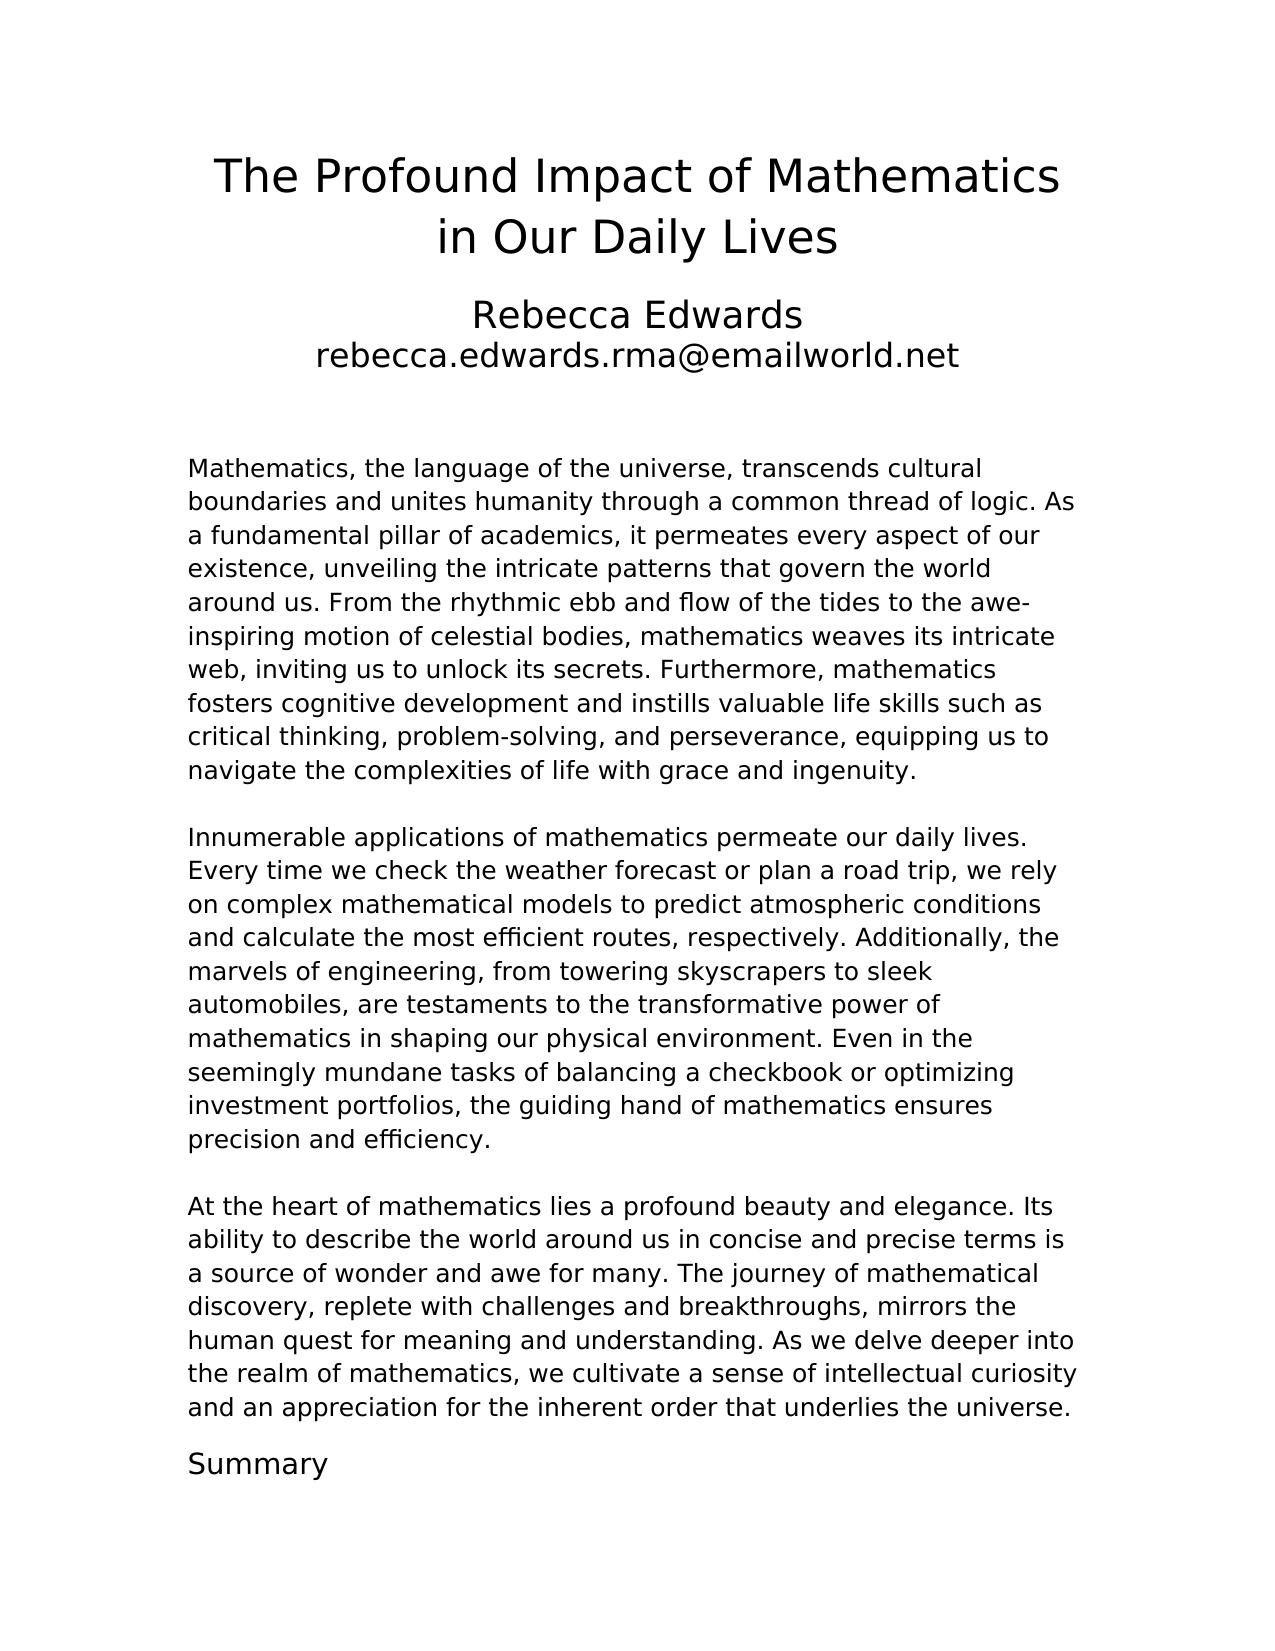 The Profound Impact of Mathematics
in Our Daily Lives
Rebecca Edwards
rebecca.edwards.rma@emailworld.net
Mathematics, the language of the universe, transcends cultural
boundaries and unites humanity through a common thread of logic. As
a fundamental pillar of academics, it permeates every aspect of our
existence, unveiling the intricate patterns that govern the world
around us. From the rhythmic ebb and flow of the tides to the awe-
inspiring motion of celestial bodies, mathematics weaves its intricate
web, inviting us to unlock its secrets. Furthermore, mathematics
fosters cognitive development and instills valuable life skills such as
critical thinking, problem-solving, and perseverance, equipping us to
navigate the complexities of life with grace and ingenuity.
Innumerable applications of mathematics permeate our daily lives.
Every time we check the weather forecast or plan a road trip, we rely
on complex mathematical models to predict atmospheric conditions
and calculate the most efficient routes, respectively. Additionally, the
marvels of engineering, from towering skyscrapers to sleek
automobiles, are testaments to the transformative power of
mathematics in shaping our physical environment. Even in the
seemingly mundane tasks of balancing a checkbook or optimizing
investment portfolios, the guiding hand of mathematics ensures
precision and efficiency.
At the heart of mathematics lies a profound beauty and elegance. Its
ability to describe the world around us in concise and precise terms is
a source of wonder and awe for many. The journey of mathematical
discovery, replete with challenges and breakthroughs, mirrors the
human quest for meaning and understanding. As we delve deeper into
the realm of mathematics, we cultivate a sense of intellectual curiosity
and an appreciation for the inherent order that underlies the universe.
Summary